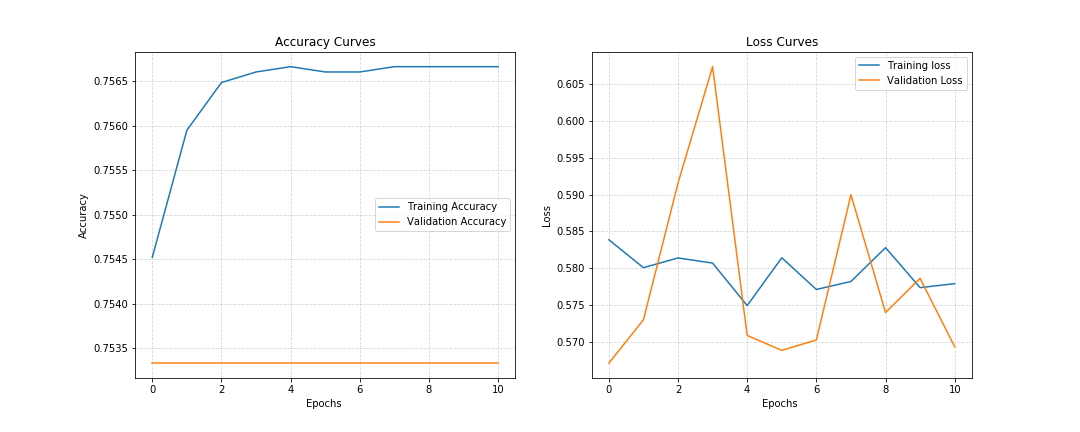 Accuracy Curves
Accuracy
0.7565
0.7560
0.7555
0.7550
0.7545
0.7540
0.7535
Training Accuracy
Validation Accuracy
0 2 4 6 8 10
Epochs
Loss Curves
Loss
0.605
0.600
0.595
0.590
0.585
0.580
0.575
0.570
Training loss
Validation Loss
0 2 4 6 8 10
Epochs